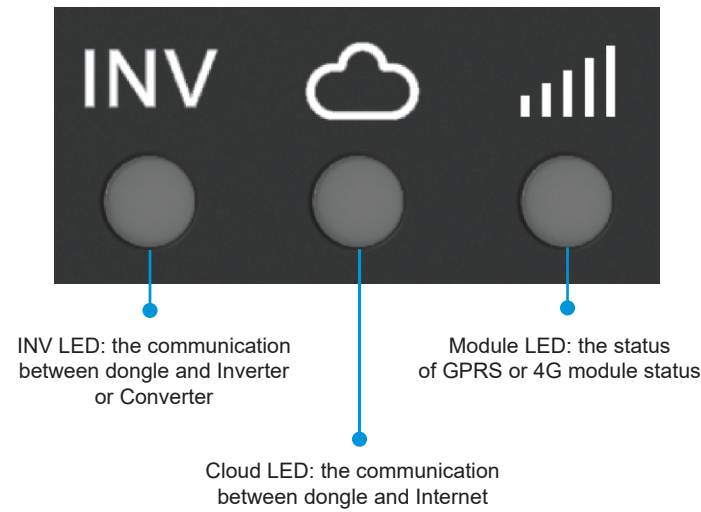 INV
INV LED: the communication
between dongle and Inverter
or Converter
Module LED: the status
of GPRS or 4G module status
Cloud LED: the communication
between dongle and Internet